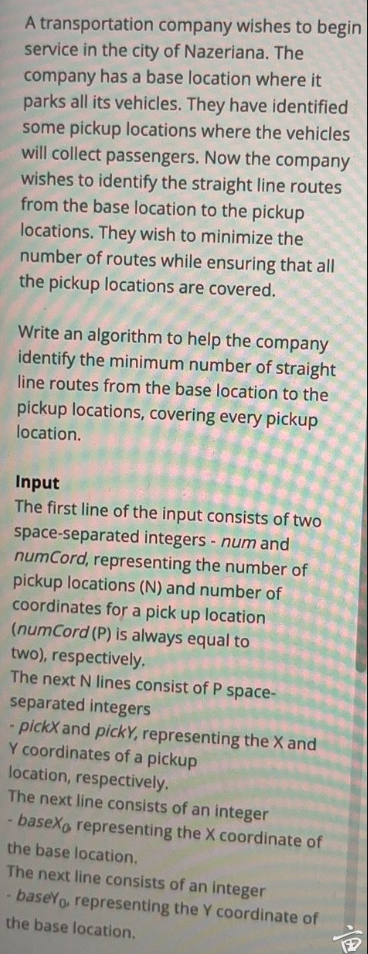 A transportation company wishes to begin
service in the city of Nazeriana. The
company has a base location where it
parks all its vehicles. They have identified
some pickup locations where the vehicles
will collect passengers. Now the company
wishes to identify the straight line routes
from the base location to the pickup
locations. They wish to minimize the
number of routes while ensuring that all
the pickup locations are covered.
Write an algorithm to help the company
identify the minimum number of straight
line routes from the base location to the
pickup locations, covering every pickup
location.
Input
The first line of the input consists of two
space-separated integers - num and
numCord, representing the number of
pickup locations (N) and number of
coordinates for a pick up location
(numCord (P) is always equal to
two), respectively.
The next N lines consist of P space-
separated integers
- pickX and pickY, representing the X and
Y coordinates of a pickup
location, respectively.
The next line consists of an integer
- baseX₀, representing the X coordinate of
the base location.
The next line consists of an integer
- baseY₀, representing the Y coordinate of
the base location.